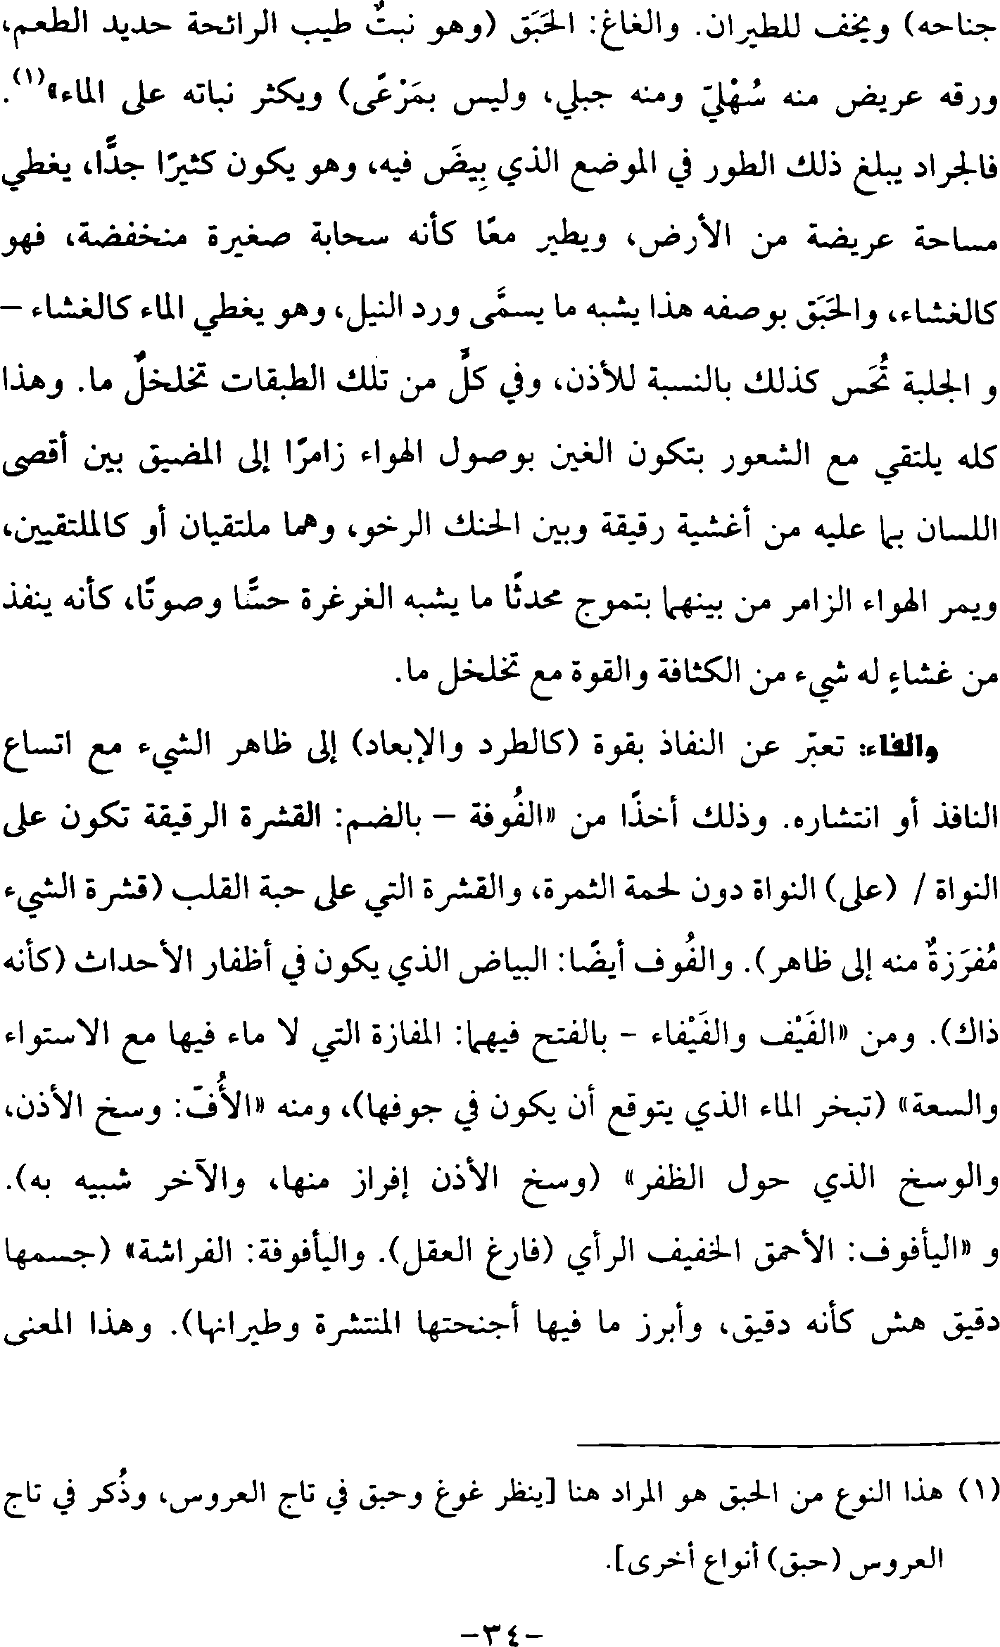 جناحه) ويخف للطيران. والغاغ: الحَبَق (وهو نبتٌ طيب الرائحة حديد الطعم،
ورقه عريض منه سُهْليّ ومنه جبلي، وليس بمَرْعًى) ويكثر نباته على الماء»(١).
فالجراد يبلغ ذلك الطور في الموضع الذي بِيضَ فيه، وهو يكون كثيرًا جدًّا، يغطي
مساحة عريضة من الأرض، ويطير معًا كأنه سحابة صغيرة منخفضة، فهو
كالغشاء، والحَبَق بوصفه هذا يشبه ما يسمَّى ورد النيل، وهو يغطي الماء كالغشاء –
و الجلبة تُحَس كذلك بالنسبة للأذن، وفي كلٍّ من تلك الطبقات تخلخلٌ ما. وهذا
كله يلتقي مع الشعور بتكون الغين بوصول الهواء زامرًا إلى المضيق بين أقصى
اللسان بما عليه من أغشية رقيقة وبين الحنك الرخو، وهما ملتقيان أو كالملتقيين،
ويمر الهواء الزامر من بينهما بتموج محدثًا ما يشبه الغرغرة حسًّا وصوتًا، كأنه ينفذ
من غشاءٍ له شيء من الكثافة والقوة مع تخلخل ما.
والفاء: تعبّر عن النفاذ بقوة (كالطرد والإبعاد) إلى ظاهر الشيء مع اتساع
النافذ أو انتشاره. وذلك أخذًا من «الفُوفة – بالضم: القشرة الرقيقة تكون على
النواة / (على) النواة دون لحمة الثمرة، والقشرة التي على حبة القلب (قشرة الشيء
مُفرَزةٌ منه إلى ظاهر). والفُوف أيضًا: البياض الذي يكون في أظفار الأحداث (كأنه
ذاك). ومن «الفَيْف والفَيْفاء – بالفتح فيهما: المفازة التي لا ماء فيها مع الاستواء
والسعة» (تبخر الماء الذي يتوقع أن يكون في جوفها)، ومنه «الأُفّ: وسخ الأذن،
والوسخ الذي حول الظفر» (وسخ الأذن إفراز منها، والآخر شبيه به).
و «اليأفوف: الأحمق الخفيف الرأي (فارغ العقل). واليأفوفة: الفراشة» (جسمها
دقيق هش كأنه دقيق، وأبرز ما فيها أجنحتها المنتشرة وطيرانها). وهذا المعنى
(١) هذا النوع من الحبق هو المراد هنا [ينظر غوغ وحبق في تاج العروس، وذُكر في تاج
العروس (حبق) أنواع أخرى].
-٣٤-